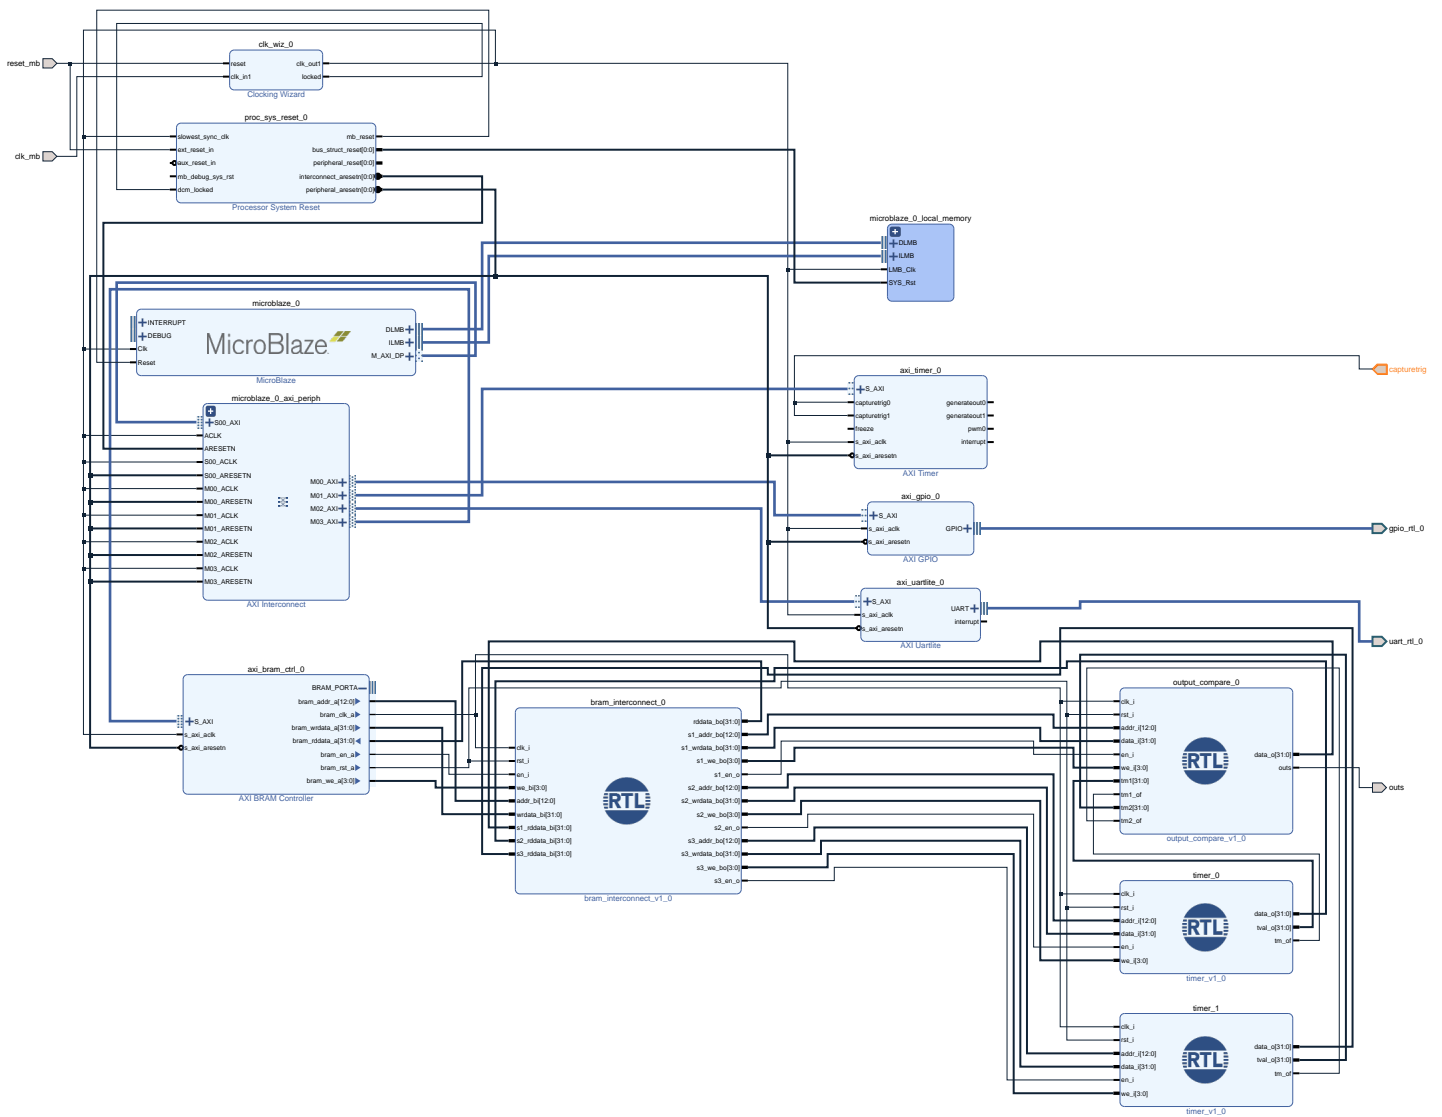 clk_wiz_0
reset_mb
reset
clk_out1
clk_in1
locked
Clocking Wizard
proc_sys_reset_0
clk_mb
slowest_sync_clk
mb_reset
ext_reset_in
bus_struct_reset[0:0]
aux_reset_in
peripheral_reset[0:0]
mb_debug_sys_rst
interconnect_aresetn[0:0]
dcm_locked
peripheral_aresetn[0:0]
Processor System Reset
microblaze_0_local_memory
DLMB
ILMB
LMB_Clk
SYS_Rst
microblaze_0
INTERRUPT
DEBUG
Clk
Reset
MicroBlaze
DLMB
ILMB
M_AXI_DP
MicroBlaze
capturetrig
axi_timer_0
S_AXI
capturetrig0
capturetrig1
freeze
s_axi_aclk
s_axi_aresetn
generateout0
generateout1
pwm0
interrupt
AXI Timer
microblaze_0_axi_periph
S00_AXI
ACLK
ARESETN
S00_ACLK
S00_ARESETN
M00_ACLK
M00_ARESETN
M01_ACLK
M01_ARESETN
M02_ACLK
M02_ARESETN
M03_ACLK
M03_ARESETN
M00_AXI
M01_AXI
M02_AXI
M03_AXI
AXI Interconnect
axi_gpio_0
S_AXI
s_axi_aclk
s_axi_aresetn
GPIO
AXI GPIO
gpio_rtl_0
axi_uartlite_0
S_AXI
s_axi_aclk
s_axi_aresetn
UART
interrupt
AXI Uartlite
uart_rtl_0
axi_bram_ctrl_0
S_AXI
s_axi_aclk
s_axi_aresetn
BRAM_PORTA
bram_addr_a[12:0]
bram_clk_a
bram_wrdata_a[31:0]
bram_rddata_a[31:0]
bram_en_a
bram_rst_a
bram_we_a[3:0]
AXI BRAM Controller
bram_interconnect_0
clk_i
rst_i
en_i
we_bi[3:0]
addr_bi[12:0]
wrdata_bi[31:0]
s1_rddata_bi[31:0]
s2_rddata_bi[31:0]
s3_rddata_bi[31:0]
RTL
rddata_bo[31:0]
s1_addr_bo[12:0]
s1_wrdata_bo[31:0]
s1_we_bo[3:0]
s1_en_o
s2_addr_bo[12:0]
s2_wrdata_bo[31:0]
s2_we_bo[3:0]
s2_en_o
s3_addr_bo[12:0]
s3_wrdata_bo[31:0]
s3_we_bo[3:0]
s3_en_o
bram_interconnect_v1_0
output_compare_0
clk_i
rst_i
addr_i[12:0]
data_i[31:0]
en_i
we_i[3:0]
tm1[31:0]
tm1_of
tm2[31:0]
tm2_of
RTL
data_o[31:0]
outs
output_compare_v1_0
outs
timer_0
clk_i
rst_i
addr_i[12:0]
data_i[31:0]
en_i
we_i[3:0]
RTL
data_o[31:0]
tval_o[31:0]
tm_of
timer_v1_0
timer_1
clk_i
rst_i
addr_i[12:0]
data_i[31:0]
en_i
we_i[3:0]
RTL
data_o[31:0]
tval_o[31:0]
tm_of
timer_v1_0